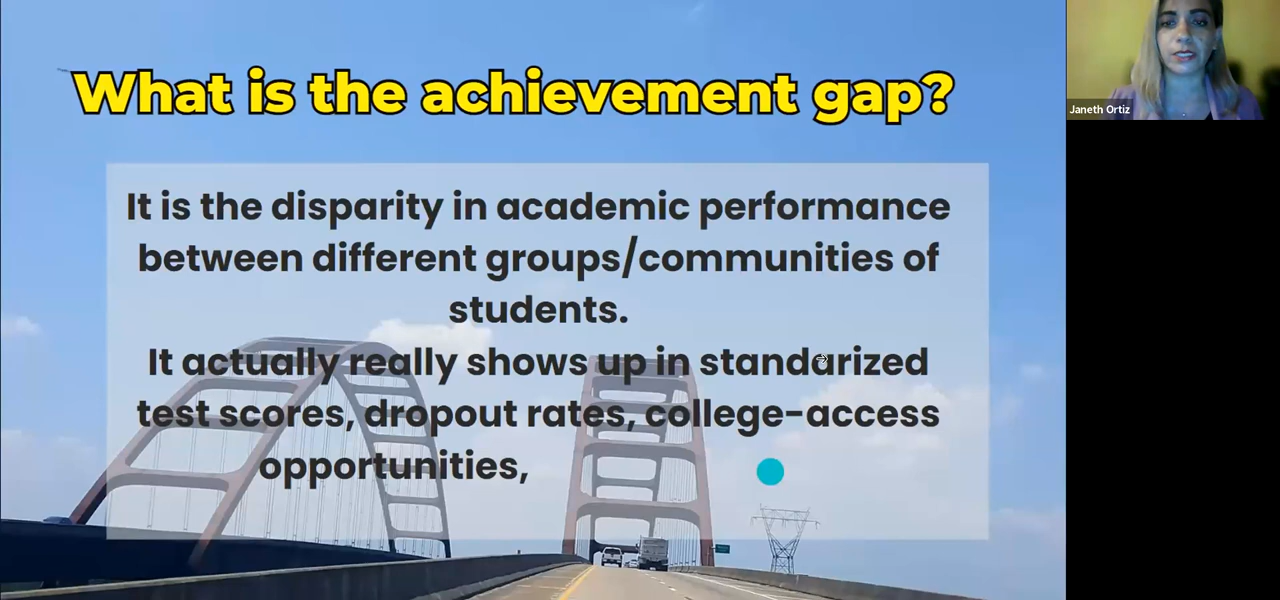 What is the achievement gap?
It is the disparity in academic performance
between different groups/communities of
students.
It actually really shows up in standarized
test scores, dropout rates, college-access
opportunities,
Janeth Ortiz